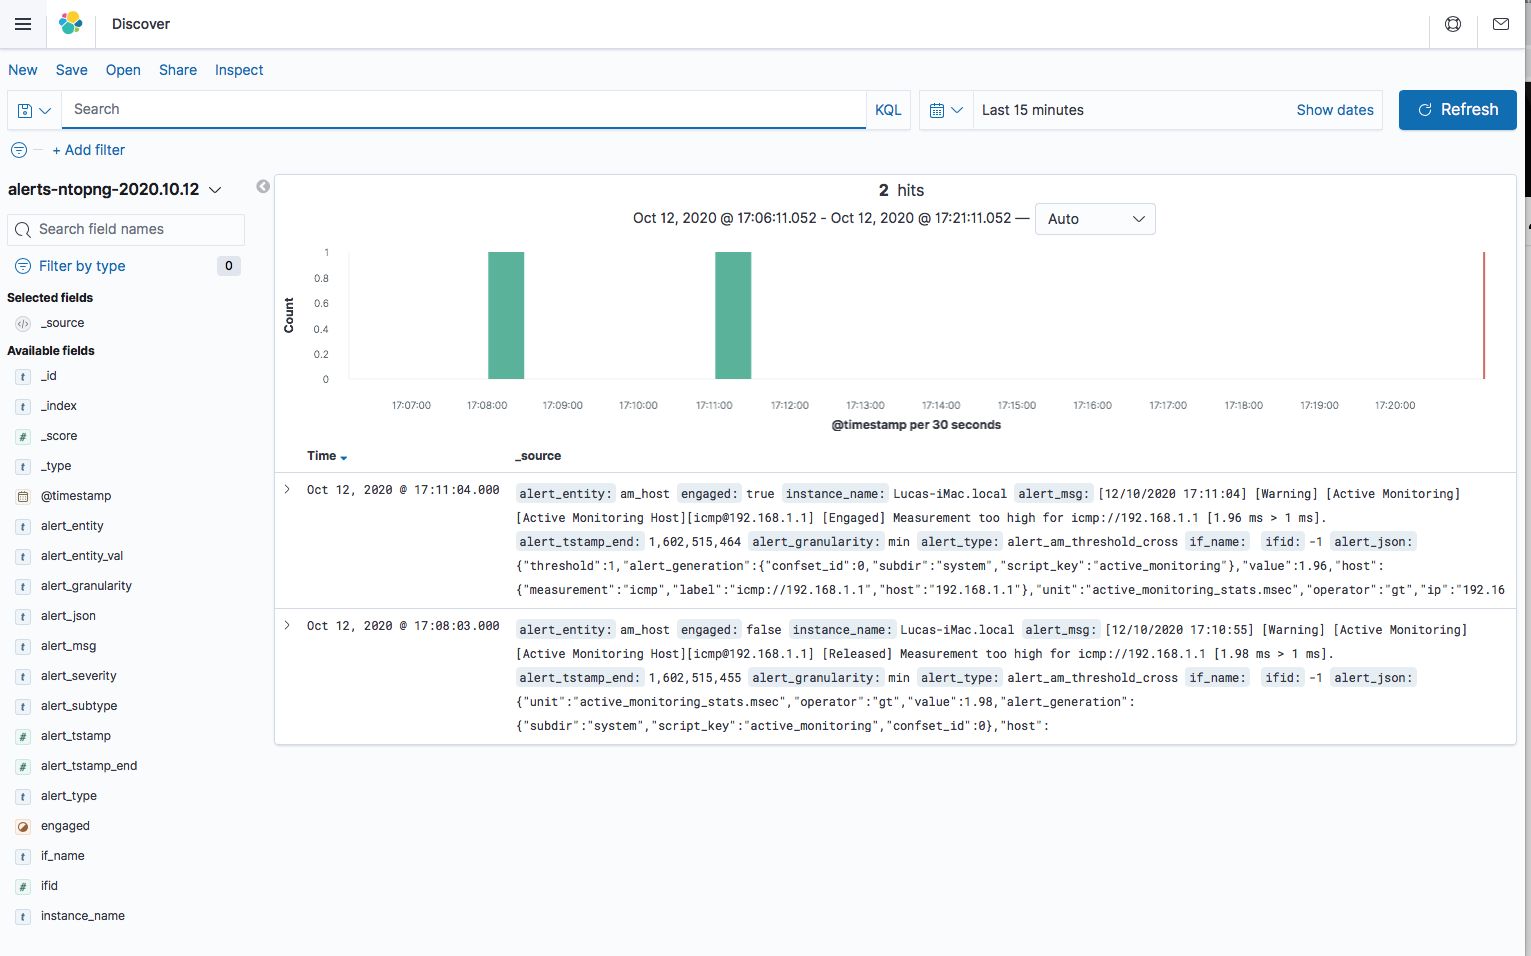 Discover
New Save Open Share Inspect
Search KQL Last 15 minutes Show dates Refresh
+ Add filter
alerts-ntopng-2020.10.12
Search field names
Filter by type 0
Selected fields
_source
Available fields
_id
_index
_score
_type
@timestamp
alert_entity
alert_entity_val
alert_granularity
alert_json
alert_msg
alert_severity
alert_subtype
alert_tstamp
alert_tstamp_end
alert_type
engaged
if_name
ifid
instance_name
2 hits
Oct 12, 2020 @ 17:06:11.052 - Oct 12, 2020 @ 17:21:11.052 — Auto
Count
1
0.8
0.6
0.4
0.2
0
17:07:00 17:08:00 17:09:00 17:10:00 17:11:00 17:12:00 17:13:00 17:14:00 17:15:00 17:16:00 17:17:00 17:18:00 17:19:00 17:20:00
@timestamp per 30 seconds
Time _source
Oct 12, 2020 @ 17:11:04.000 alert_entity: am_host engaged: true instance_name: Lucas-iMac.local alert_msg: [12/10/2020 17:11:04] [Warning] [Active Monitoring]
[Active Monitoring Host][icmp@192.168.1.1] [Engaged] Measurement too high for icmp://192.168.1.1 [1.96 ms > 1 ms].
alert_tstamp_end: 1,602,515,464 alert_granularity: min alert_type: alert_am_threshold_cross if_name: ifid: -1 alert_json:
{"threshold":1,"alert_generation":{"confset_id":0,"subdir":"system","script_key":"active_monitoring"},"value":1.96,"host":
{"measurement":"icmp","label":"icmp://192.168.1.1","host":"192.168.1.1"},"unit":"active_monitoring_stats.msec","operator":"gt","ip":"192.16
Oct 12, 2020 @ 17:08:03.000 alert_entity: am_host engaged: false instance_name: Lucas-iMac.local alert_msg: [12/10/2020 17:10:55] [Warning] [Active Monitoring]
[Active Monitoring Host][icmp@192.168.1.1] [Released] Measurement too high for icmp://192.168.1.1 [1.98 ms > 1 ms].
alert_tstamp_end: 1,602,515,455 alert_granularity: min alert_type: alert_am_threshold_cross if_name: ifid: -1 alert_json:
{"unit":"active_monitoring_stats.msec","operator":"gt","value":1.98,"alert_generation":
{"subdir":"system","script_key":"active_monitoring","confset_id":0},"host":